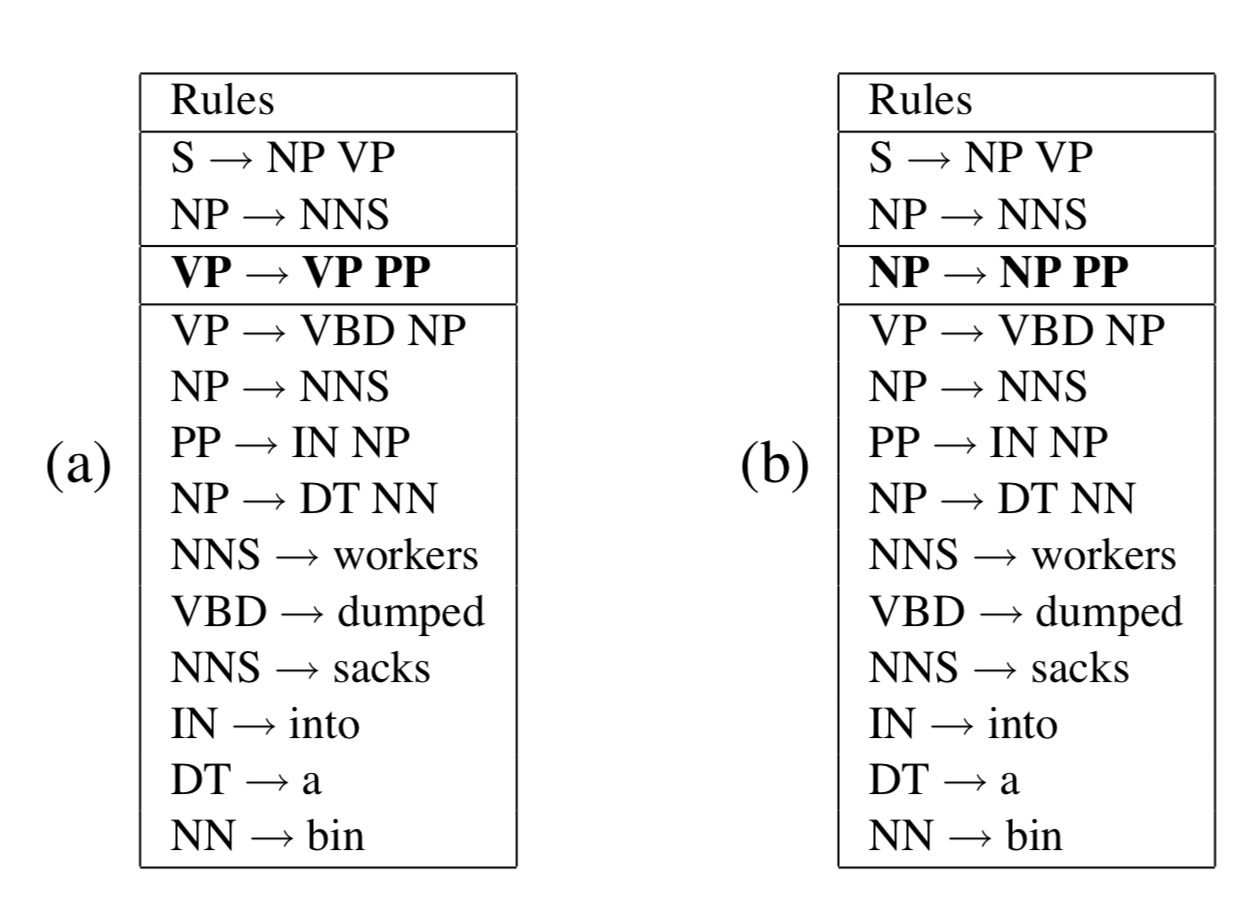 (a)
Rules
S → NP VP
NP → NNS
VP → VP PP
VP → VBD NP
NP → NNS
PP → IN NP
NP → DT NN
NNS → workers
VBD → dumped
NNS → sacks
IN → into
DT → a
NN → bin
(b)
Rules
S → NP VP
NP → NNS
NP → NP PP
VP → VBD NP
NP → NNS
PP → IN NP
NP → DT NN
NNS → workers
VBD → dumped
NNS → sacks
IN → into
DT → a
NN → bin